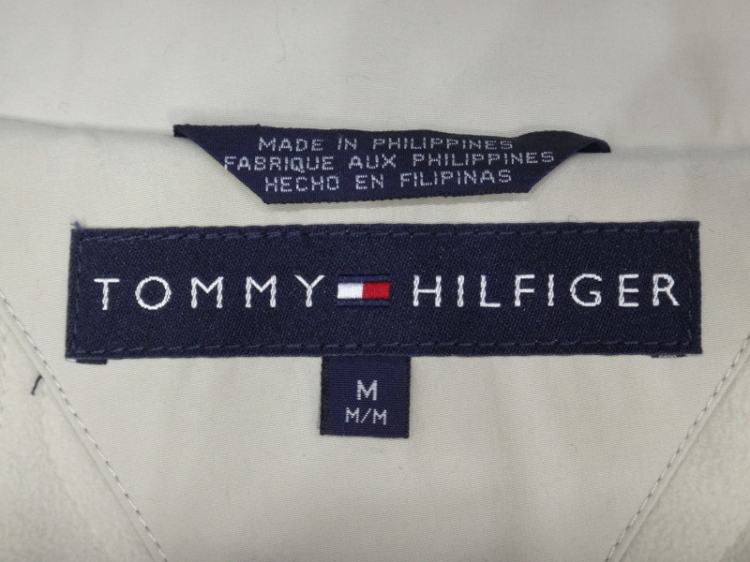 MADE IN PHILIPPINES
FABRIQUE AUX PHILIPPINES
HECHO EN FILIPINAS
TOMMY HILFIGER
M
M/M